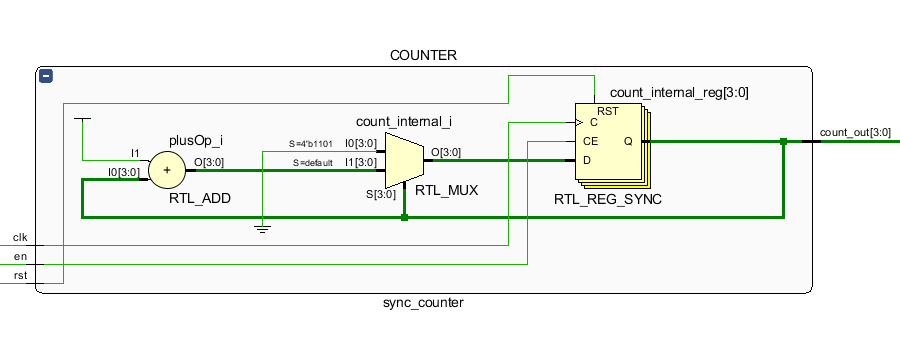 COUNTER
count_internal_reg[3:0]
RST
count_internal_i
C
count_out[3:0]
plusOp_i
S=4'b1101
I0[3:0]
CE
Q
I1
O[3:0]
S=default
I1[3:0]
O[3:0]
D
I0[3:0]
+
S[3:0]
RTL_MUX
RTL_ADD
RTL_REG_SYNC
clk
en
rst
sync_counter